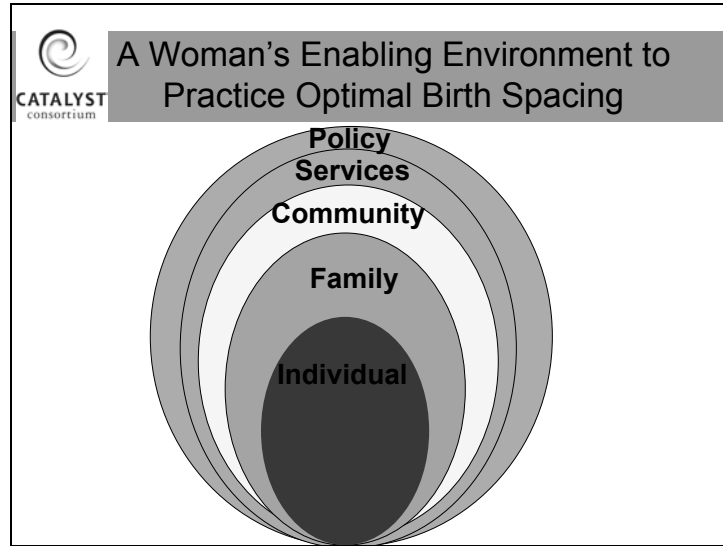 CATALYST
consortium
A Woman's Enabling Environment to
Practice Optimal Birth Spacing
Policy
Services
Community
Family
Individual